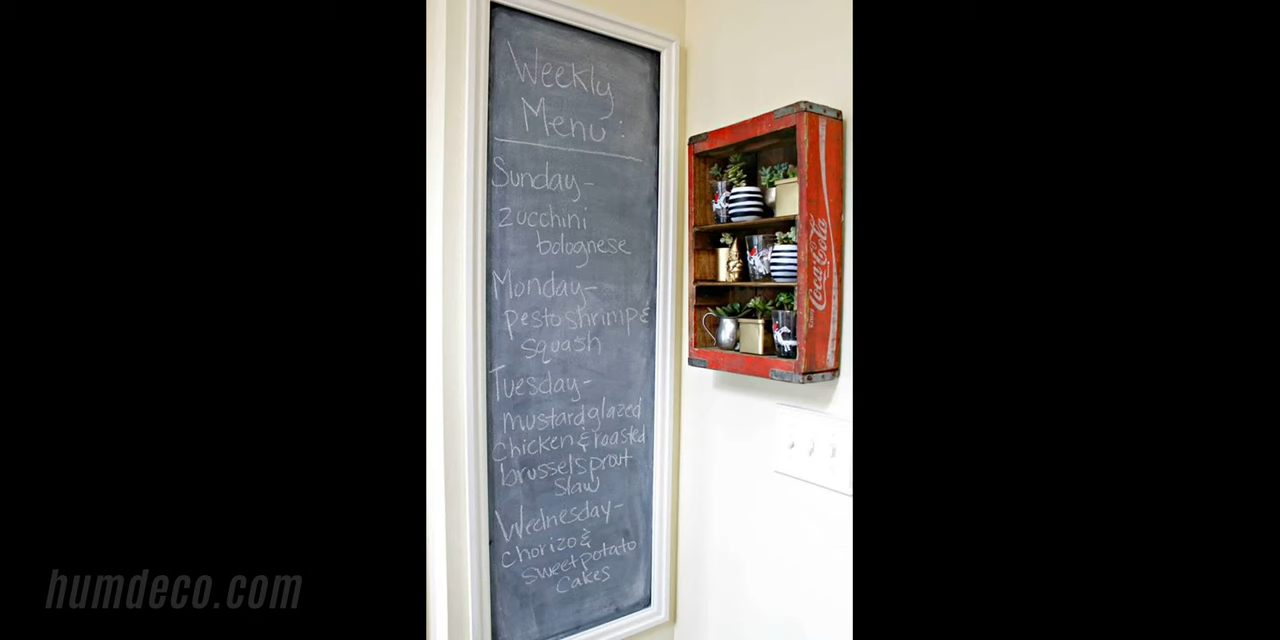 Weekly
Menu:
Sunday-
zucchini
bolognese
Monday-
pesto shrimp &
squash
Tuesday-
mustard glazed
chicken & roasted
brussel sprout
slaw
Wednesday-
chorizo &
sweet potato
cakes
Coca-Cola
humdeco.com